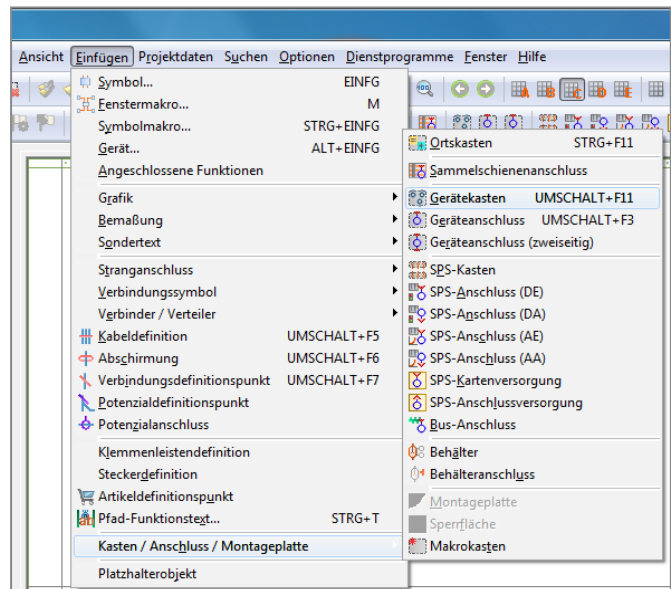 Ansicht Einfügen Projektdaten Suchen Optionen Dienstprogramme Fenster Hilfe
Symbol... EINFG
Fenstermakro... M
Symbolmakro... STRG+EINFG
Gerät... ALT+EINFG
Angeschlossene Funktionen
Grafik
Bemaßung
Sondertext
Stranganschluss
Verbindungssymbol
Verbinder / Verteiler
Kabeldefinition UMSCHALT+F5
Abschirmung UMSCHALT+F6
Verbindungsdefinitionspunkt UMSCHALT+F7
Potenzialdefinitionspunkt
Potenzialanschluss
Klemmenleistendefinition
Steckerdefinition
Artikeldefinitionspunkt
Pfad-Funktionstext... STRG+T
Kasten / Anschluss / Montageplatte
Platzhalterobjekt
Ortskasten STRG+F11
Sammelschienenanschluss
Gerätekasten UMSCHALT+F11
Geräteanschluss UMSCHALT+F3
Geräteanschluss (zweiseitig)
SPS-Kasten
SPS-Anschluss (DE)
SPS-Anschluss (DA)
SPS-Anschluss (AE)
SPS-Anschluss (AA)
SPS-Kartenversorgung
SPS-Anschlussversorgung
Bus-Anschluss
Behälter
Behälteranschluss
Montageplatte
Sperrfläche
Makrokasten